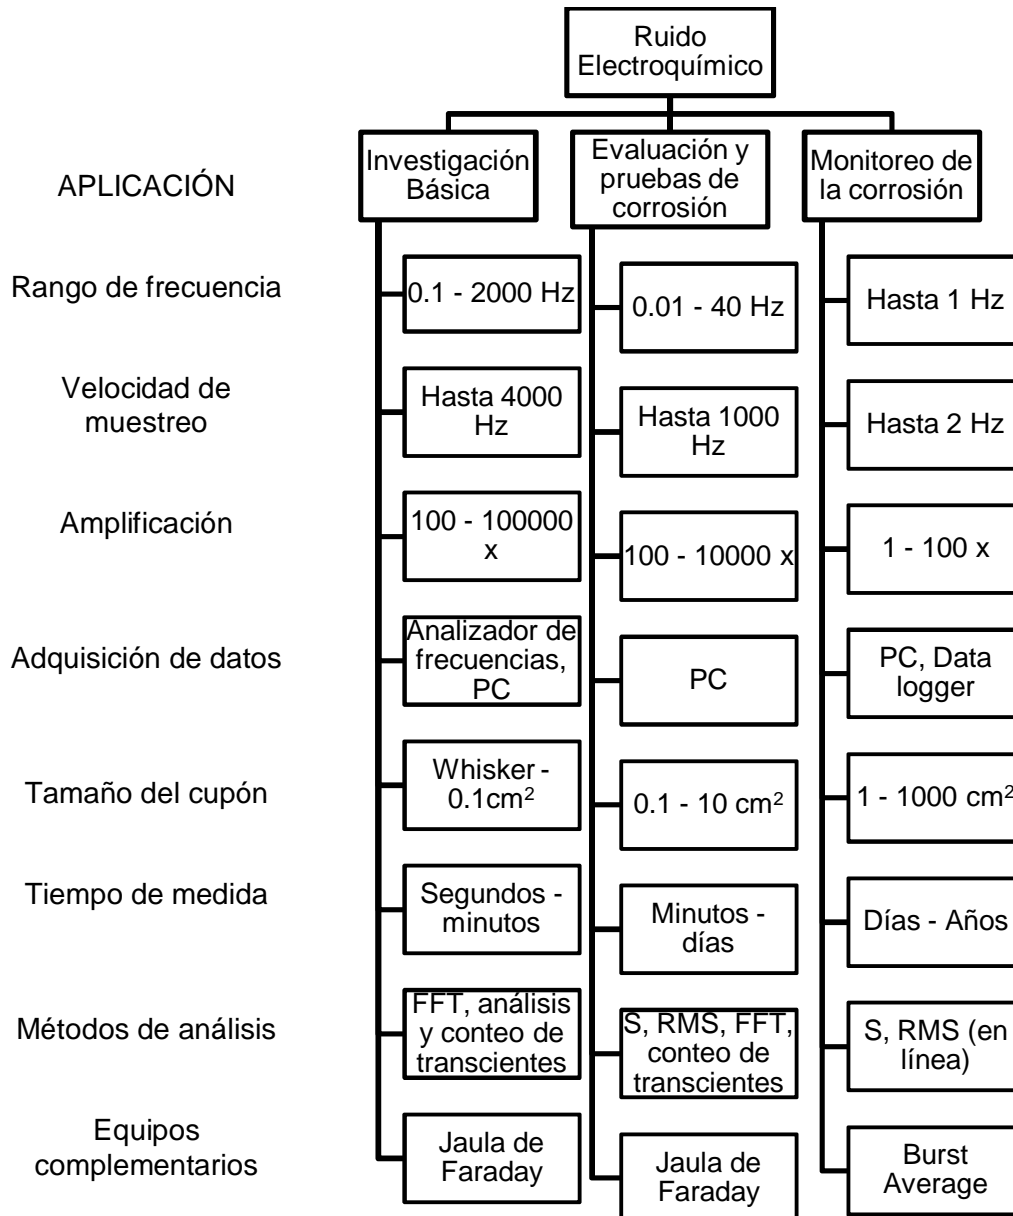 Ruido
Electroquímico
APLICACIÓN
Investigación
Básica
Evaluación y
pruebas de
corrosión
Monitoreo de
la corrosión
Rango de frecuencia
0.1 - 2000 Hz
0.01 - 40 Hz
Hasta 1 Hz
Velocidad de
muestreo
Hasta 4000
Hz
Hasta 1000
Hz
Hasta 2 Hz
Amplificación
100 - 100000
x
100 - 10000 x
1 - 100 x
Adquisición de datos
Analizador de
frecuencias,
PC
PC
PC, Data
logger
Tamaño del cupón
Whisker -
0.1cm²
0.1 - 10 cm²
1 - 1000 cm²
Tiempo de medida
Segundos -
minutos
Minutos -
días
Días - Años
Métodos de análisis
FFT, análisis
y conteo de
transcientes
S, RMS, FFT,
conteo de
transcientes
S, RMS (en
línea)
Equipos
complementarios
Jaula de
Faraday
Jaula de
Faraday
Burst
Average